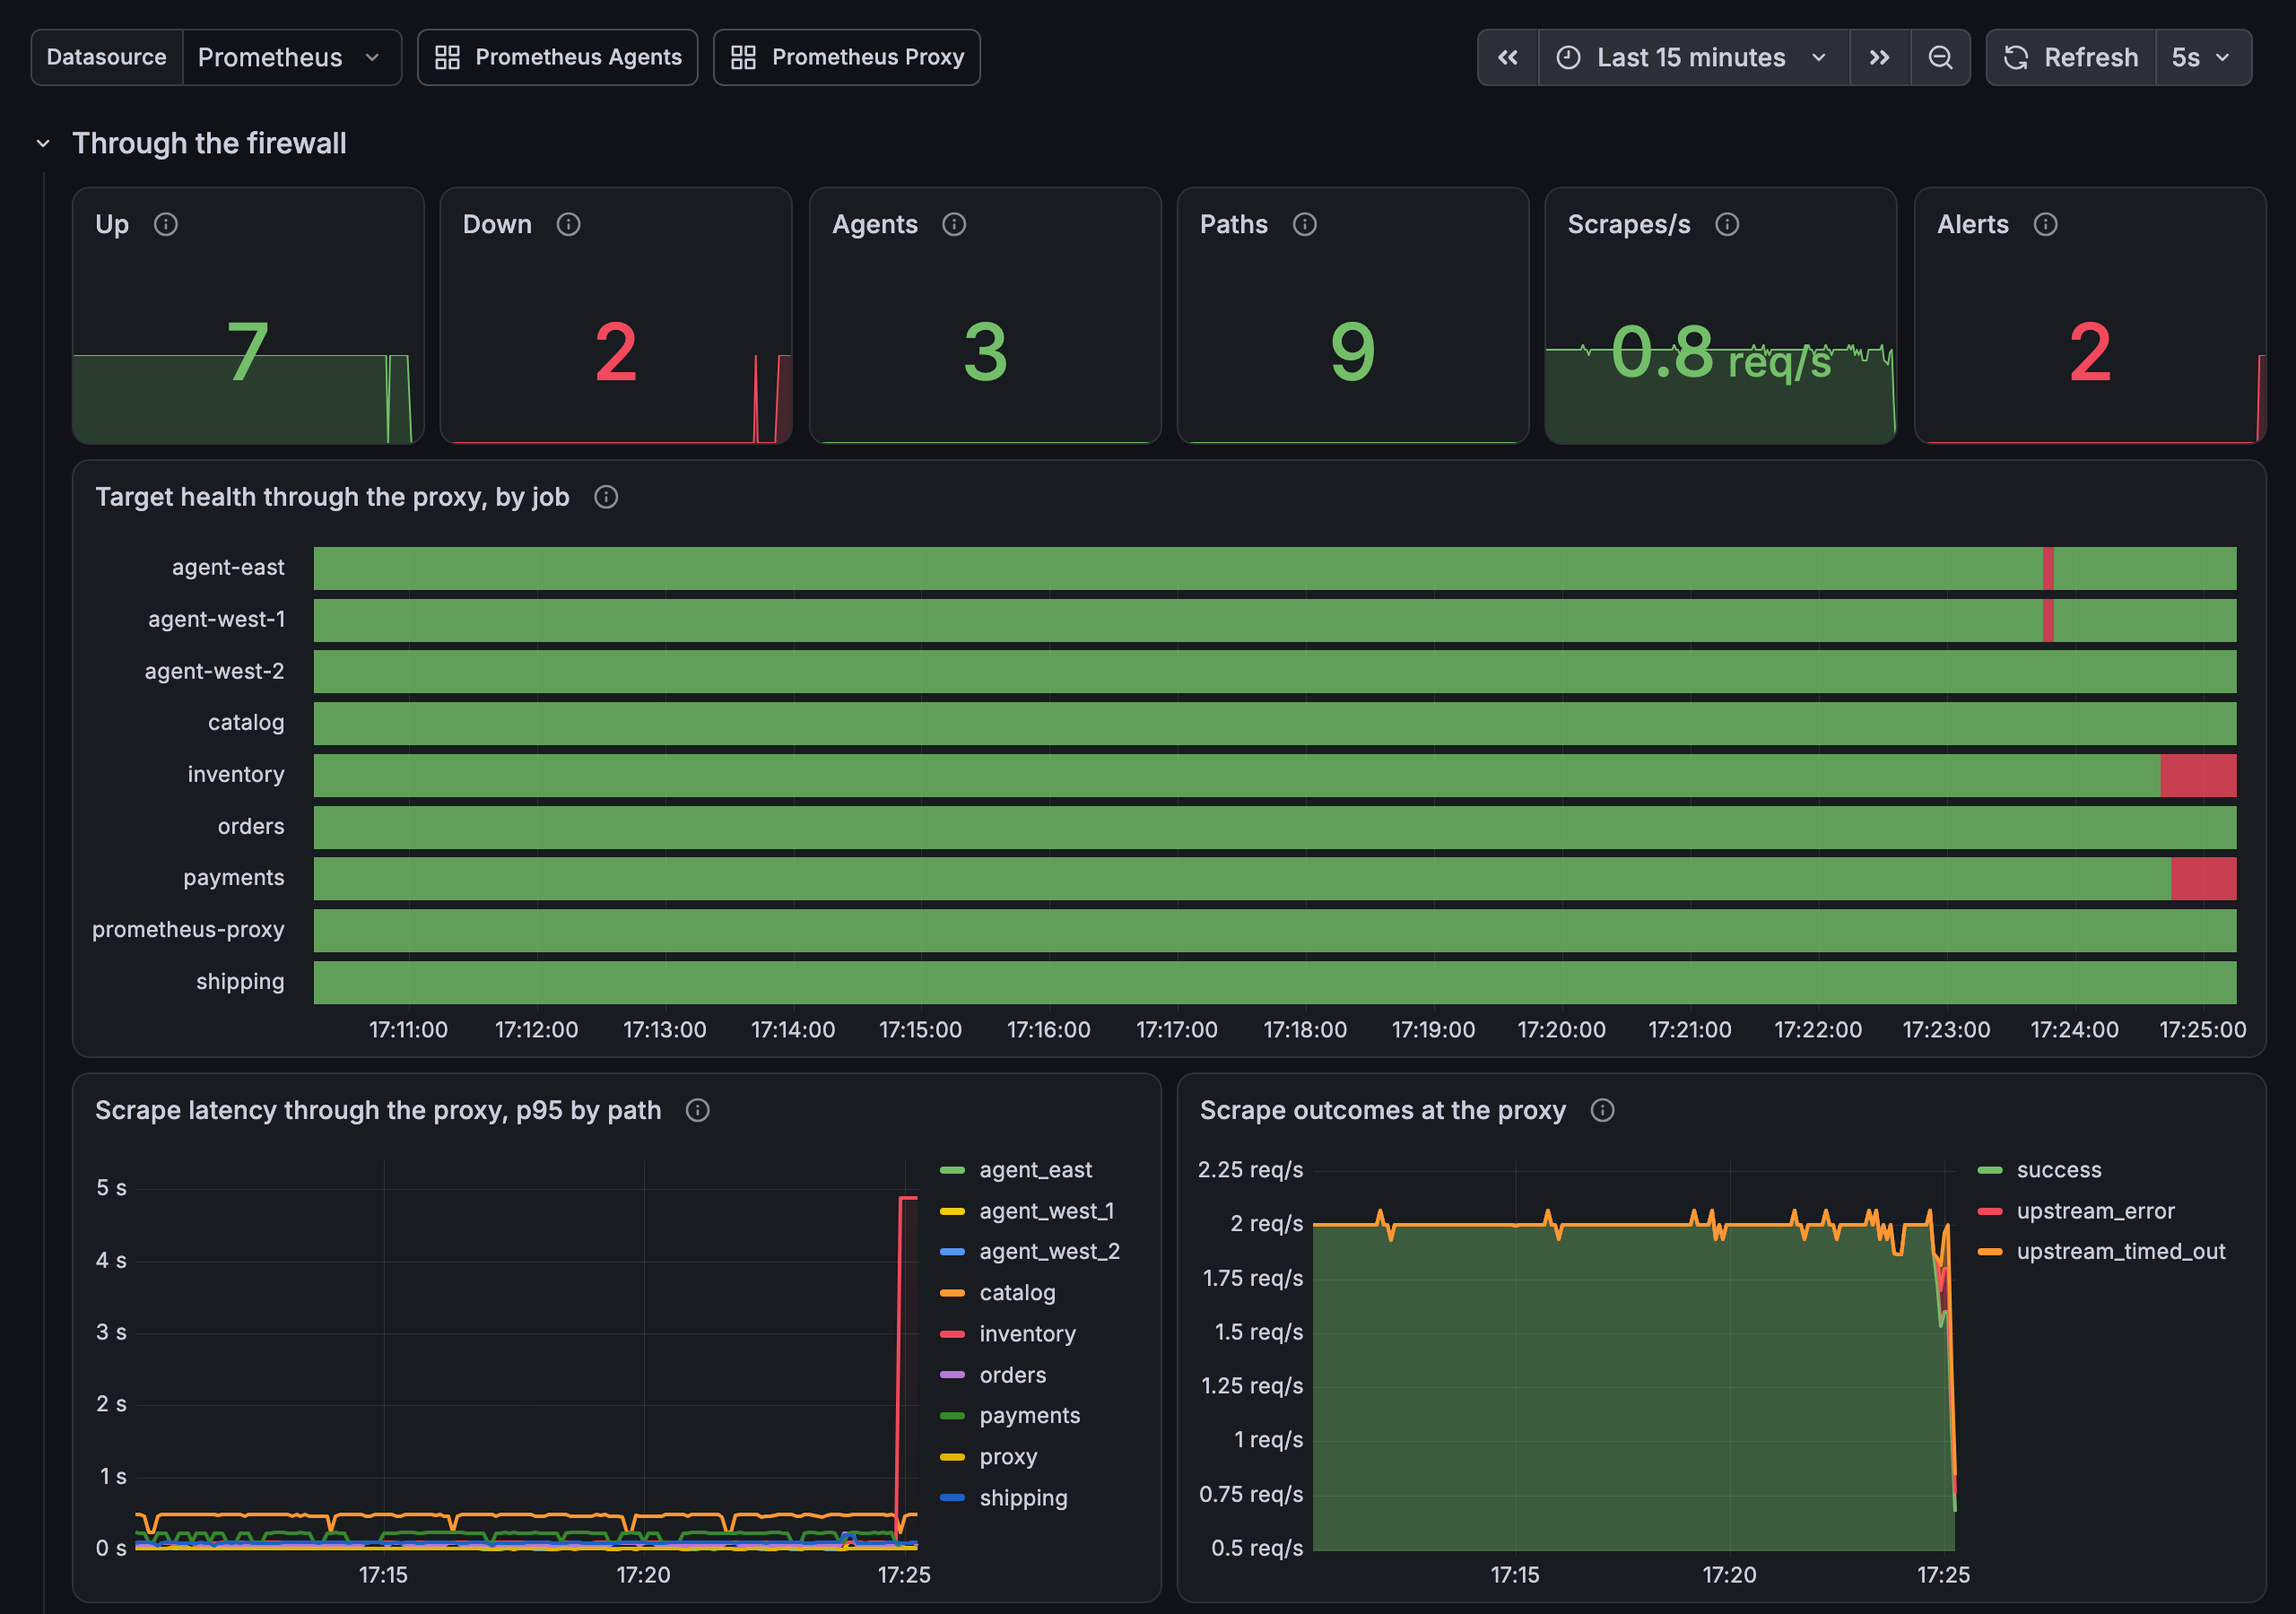 Datasource Prometheus Prometheus Agents Prometheus Proxy Last 15 minutes Refresh 5s
Through the firewall
Up Down Agents Paths Scrapes/s Alerts
7 2 3 9 0.8 req/s 2
Target health through the proxy, by job
agent-east
agent-west-1
agent-west-2
catalog
inventory
orders
payments
prometheus-proxy
shipping
17:11:00 17:12:00 17:13:00 17:14:00 17:15:00 17:16:00 17:17:00 17:18:00 17:19:00 17:20:00 17:21:00 17:22:00 17:23:00 17:24:00 17:25:00
Scrape latency through the proxy, p95 by path
5 s
4 s
3 s
2 s
1 s
0 s
17:15 17:20 17:25
agent_east
agent_west_1
agent_west_2
catalog
inventory
orders
payments
proxy
shipping
Scrape outcomes at the proxy
2.25 req/s
2 req/s
1.75 req/s
1.5 req/s
1.25 req/s
1 req/s
0.75 req/s
0.5 req/s
17:15 17:20 17:25
success
upstream_error
upstream_timed_out